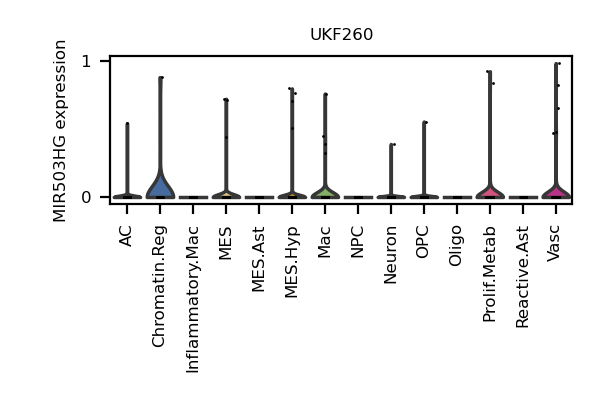 UKF260
MIR503HG expression
1
0
AC
Chromatin.Reg
Inflammatory.Mac
MES
MES.Ast
MES.Hyp
Mac
NPC
Neuron
OPC
Oligo
Prolif.Metab
Reactive.Ast
Vasc